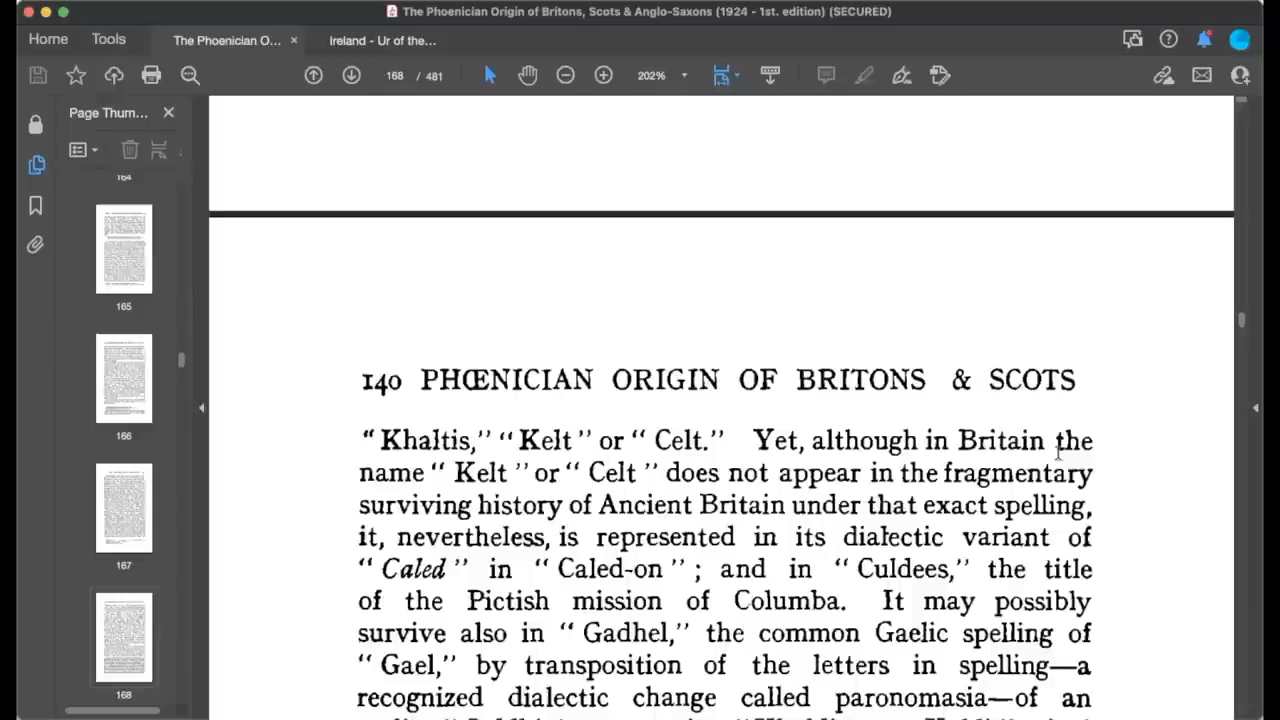 The Phoenician Origin of Britons, Scots & Anglo-Saxons (1924 - 1st. edition) (SECURED)
Home Tools The Phoenician O... × Ireland - Ur of the...
168 / 481 202%
Page Thum... ×
164
165
166
167
168
140 PHŒNICIAN ORIGIN OF BRITONS & SCOTS
“Khaltis,” “Kelt” or “Celt.” Yet, although in Britain the
name “Kelt” or “Celt” does not appear in the fragmentary
surviving history of Ancient Britain under that exact spelling,
it, nevertheless, is represented in its dialectic variant of
“Caled” in “Caled-on”; and in “Culdees,” the title
of the Pictish mission of Columba. It may possibly
survive also in “Gadhel,” the common Gaelic spelling of
“Gael,” by transposition of the letters in spelling—a
recognized dialectic change called paronomasia—of an